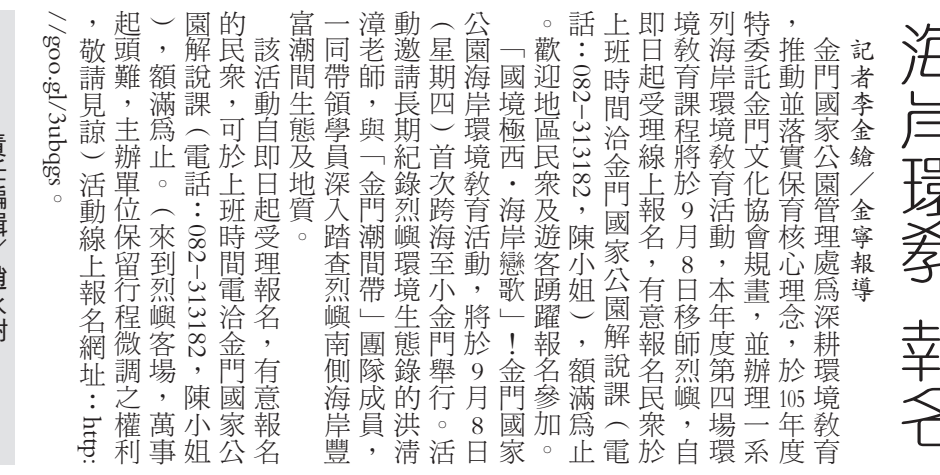 海岸環教 報名
記者李金鎗／金寧報導
金門國家公園管理處為深耕環境教育
，推動並落實保育核心理念，於105年度
特委託金門文化協會規畫，並辦理一系
列海岸環境教育活動，本年度第四場環
境教育課程將於9月8日移師烈嶼，自
即日起受理線上報名，有意報名民眾於
上班時間洽金門國家公園解說課（電
話：082-313182，陳小姐），額滿為止
。歡迎地區民眾及遊客踴躍報名參加。
「國境極西·海岸戀歌」！金門國家
公園海岸環境教育活動，將於9月8日
（星期四）首次跨海至小金門舉行。活
動邀請長期紀錄烈嶼環境生態錄的洪清
漳老師，與「金門潮間帶」團隊成員，
一同帶領學員深入踏查烈嶼南側海岸豐
富潮間生態及地質。
該活動自即日起受理報名，有意報名
的民眾，可於上班時間電洽金門國家公
園解說課（電話：082-313182，陳小姐
），額滿為止。（來到烈嶼客場，萬事
起頭難，主辦單位保留行程微調之權利
，敬請見諒）活動線上報名網址：http:
//goo.gl/3ubqgs。